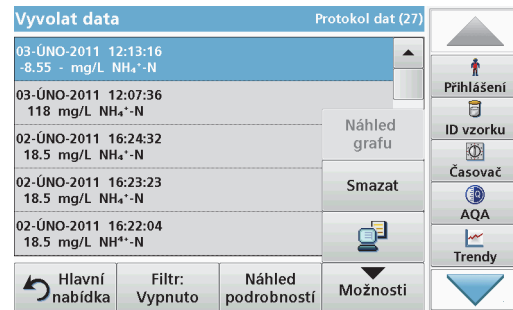 Vyvolat data
Protokol dat (27)
03-ÚNO-2011 12:13:16
-8.55 - mg/L NH₄⁺-N
03-ÚNO-2011 12:07:36
118 mg/L NH₄⁺-N
02-ÚNO-2011 16:24:32
18.5 mg/L NH₄⁺-N
02-ÚNO-2011 16:23:23
18.5 mg/L NH₄⁺-N
02-ÚNO-2011 16:22:04
18.5 mg/L NH⁴⁺-N
Náhled
grafu
Smazat
Hlavní
nabídka
Filtr:
Vypnuto
Náhled
podrobností
Možnosti
Přihlášení
ID vzorku
Časovač
AQA
Trendy